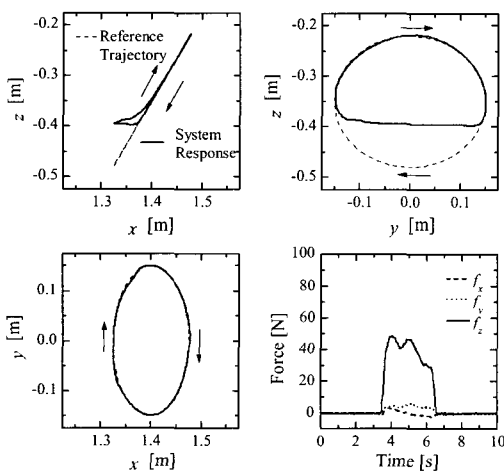 -0.2
-0.3
-0.4
-0.5
z [m]
Reference
Trajectory
System
Response
1.3 1.4 1.5
x [m]
-0.2
-0.3
-0.4
-0.5
z [m]
-0.1 0.0 0.1
y [m]
0.1
0.0
-0.1
y [m]
1.3 1.4 1.5
x [m]
100
80
60
40
20
0
Force [N]
f_x
f_y
f_z
0 2 4 6 8 10
Time [s]